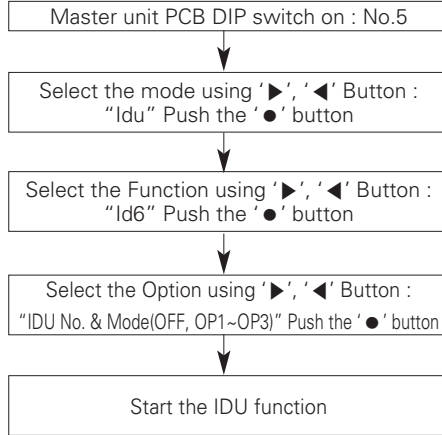 Master unit PCB DIP switch on : No.5
Select the mode using ‘▶’, ‘◀’ Button :
“Idu” Push the ‘●’ button
Select the Function using ‘▶’, ‘◀’ Button :
“Id6” Push the ‘●’ button
Select the Option using ‘▶’, ‘◀’ Button :
“IDU No. & Mode(OFF, OP1~OP3)” Push the ‘●’ button
Start the IDU function